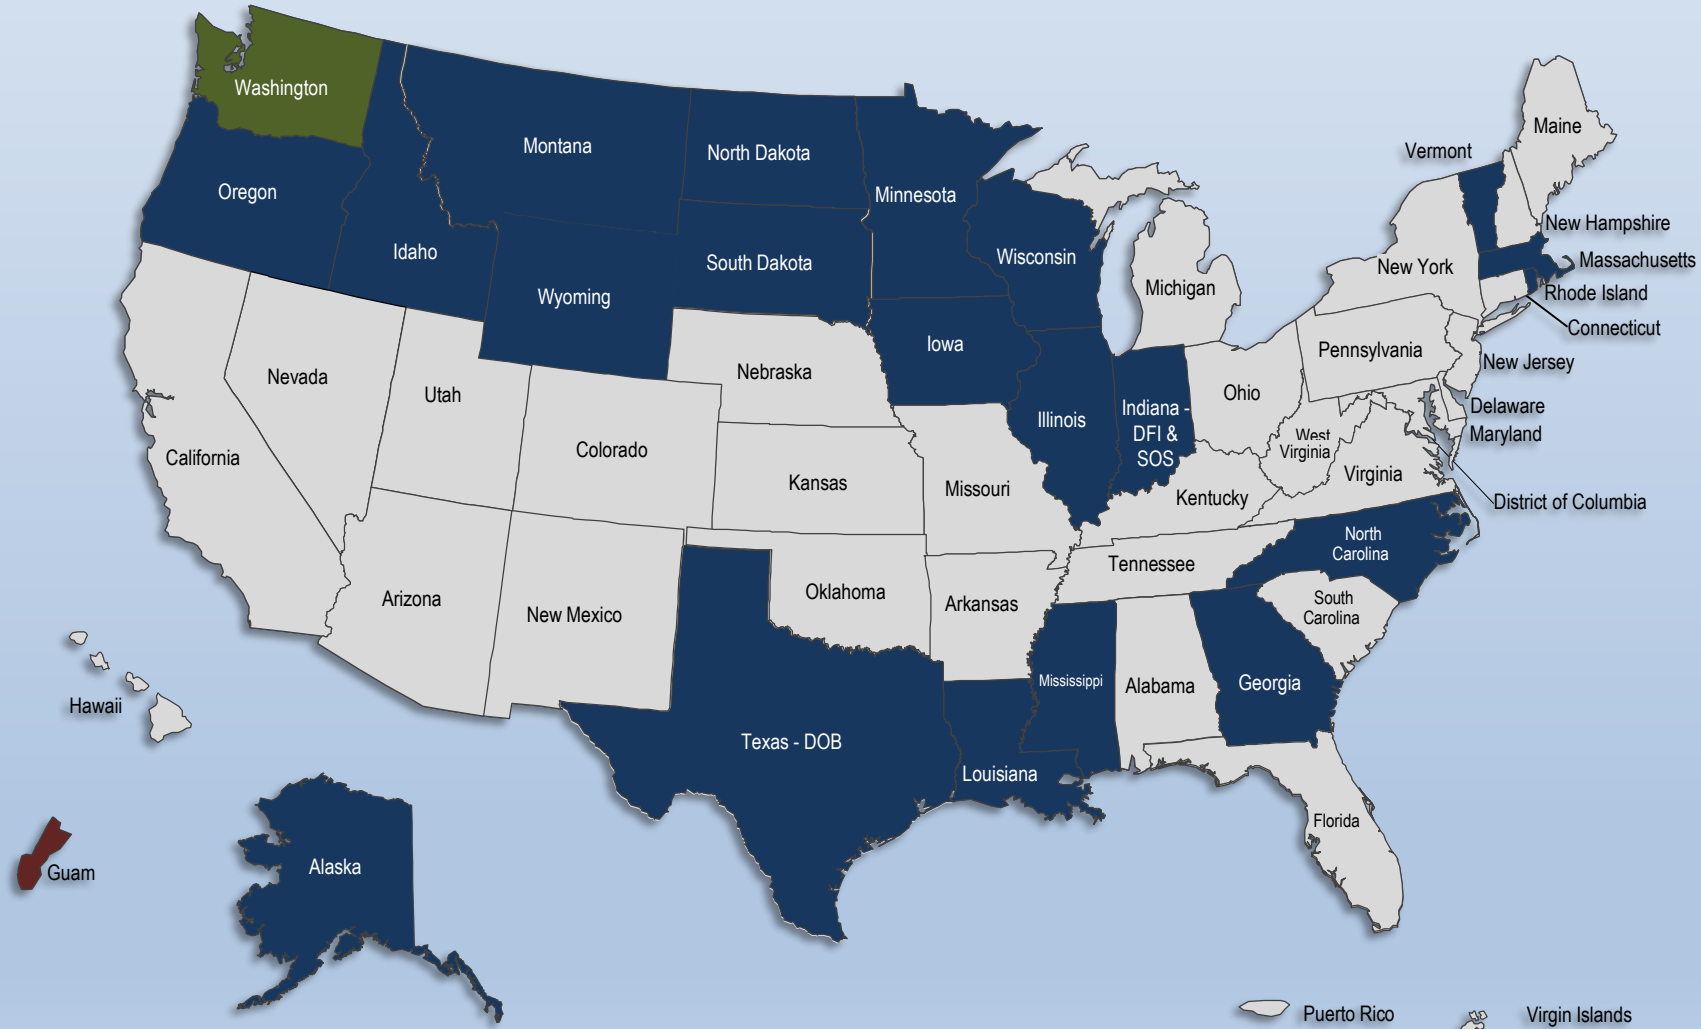 Washington
Oregon
Idaho
Montana
North Dakota
South Dakota
Wyoming
Minnesota
Wisconsin
Iowa
Illinois
Indiana -
DFI &
SOS
Michigan
Vermont
Maine
New Hampshire
Massachusetts
Rhode Island
Connecticut
New York
Pennsylvania
New Jersey
Delaware
Maryland
District of Columbia
Ohio
West
Virginia
Virginia
Kentucky
North
Carolina
Tennessee
South
Carolina
California
Nevada
Utah
Colorado
Nebraska
Kansas
Missouri
Arizona
New Mexico
Oklahoma
Arkansas
Texas - DOB
Louisiana
Mississippi
Alabama
Georgia
Florida
Hawaii
Guam
Alaska
Puerto Rico
Virgin Islands